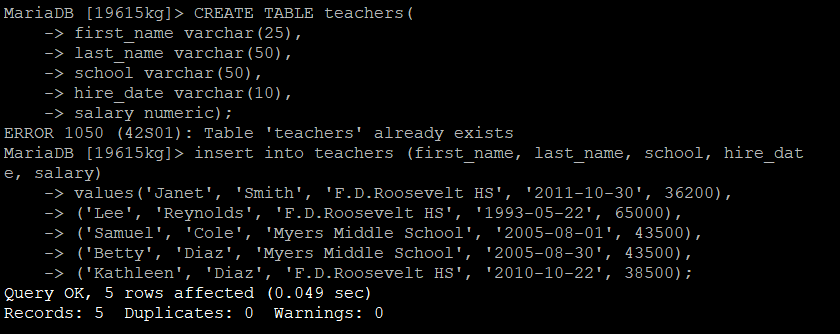 MariaDB [19615kg]> CREATE TABLE teachers(
    -> first_name varchar(25),
    -> last_name varchar(50),
    -> school varchar(50),
    -> hire_date varchar(10),
    -> salary numeric);
ERROR 1050 (42S01): Table 'teachers' already exists
MariaDB [19615kg]> insert into teachers (first_name, last_name, school, hire_dat
e, salary)
    -> values('Janet', 'Smith', 'F.D.Roosevelt HS', '2011-10-30', 36200),
    -> ('Lee', 'Reynolds', 'F.D.Roosevelt HS', '1993-05-22', 65000),
    -> ('Samuel', 'Cole', 'Myers Middle School', '2005-08-01', 43500),
    -> ('Betty', 'Diaz', 'Myers Middle School', '2005-08-30', 43500),
    -> ('Kathleen', 'Diaz', 'F.D.Roosevelt HS', '2010-10-22', 38500);
Query OK, 5 rows affected (0.049 sec)
Records: 5  Duplicates: 0  Warnings: 0